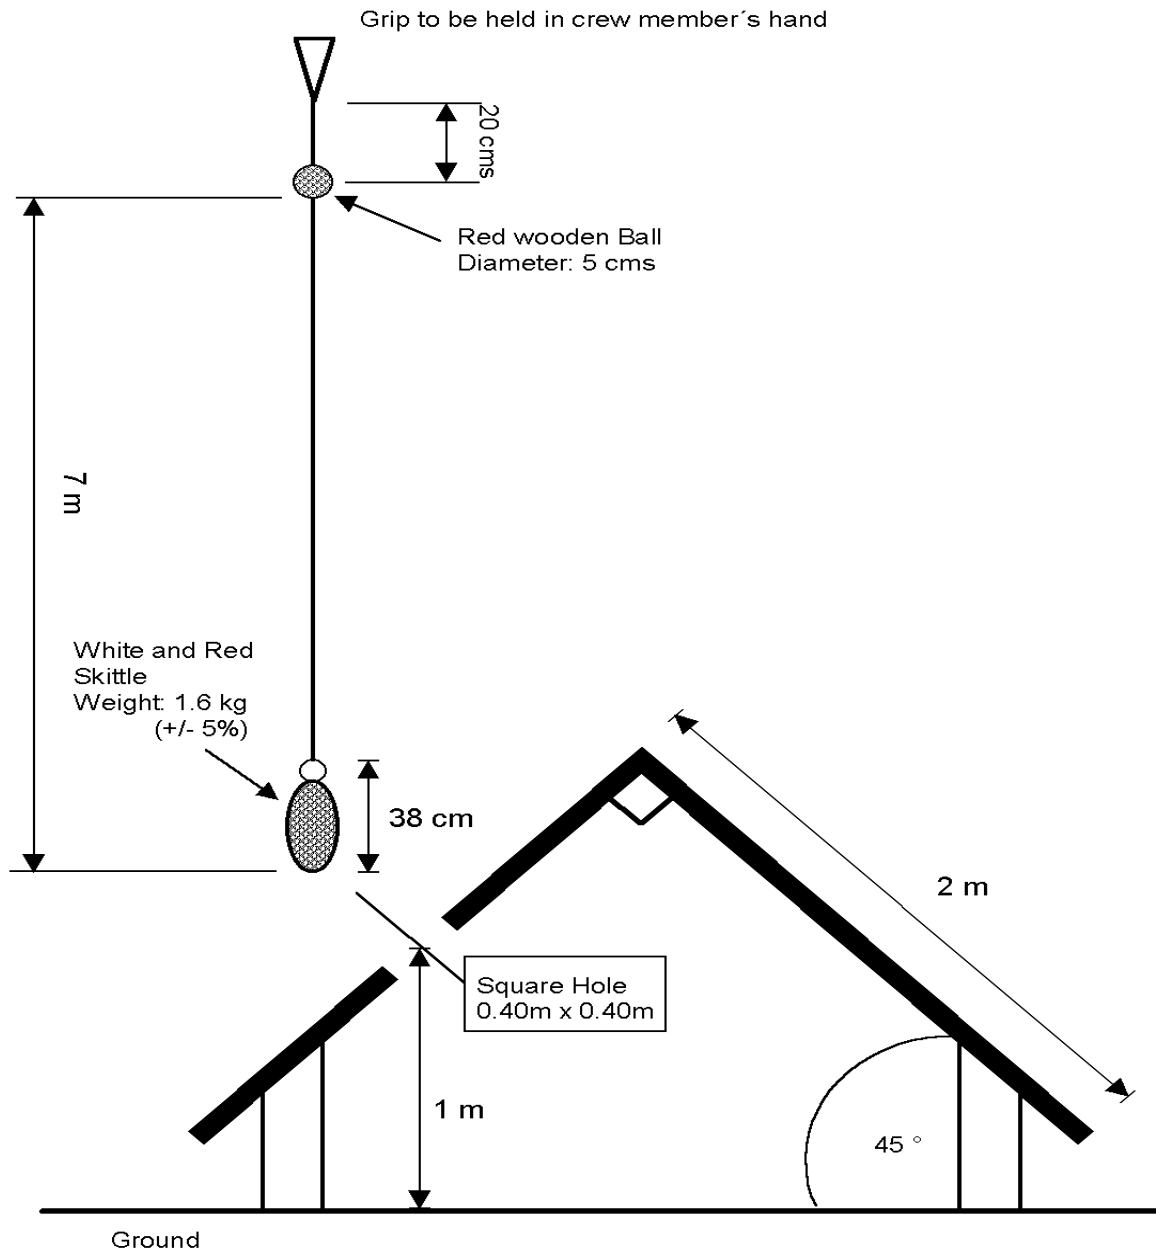 Grip to be held in crew member´s hand
20 cms
Red wooden Ball
Diameter: 5 cms
7 m
White and Red
Skittle
Weight: 1.6 kg
(+/- 5%)
38 cm
2 m
Square Hole
0.40m x 0.40m
1 m
45 °
Ground